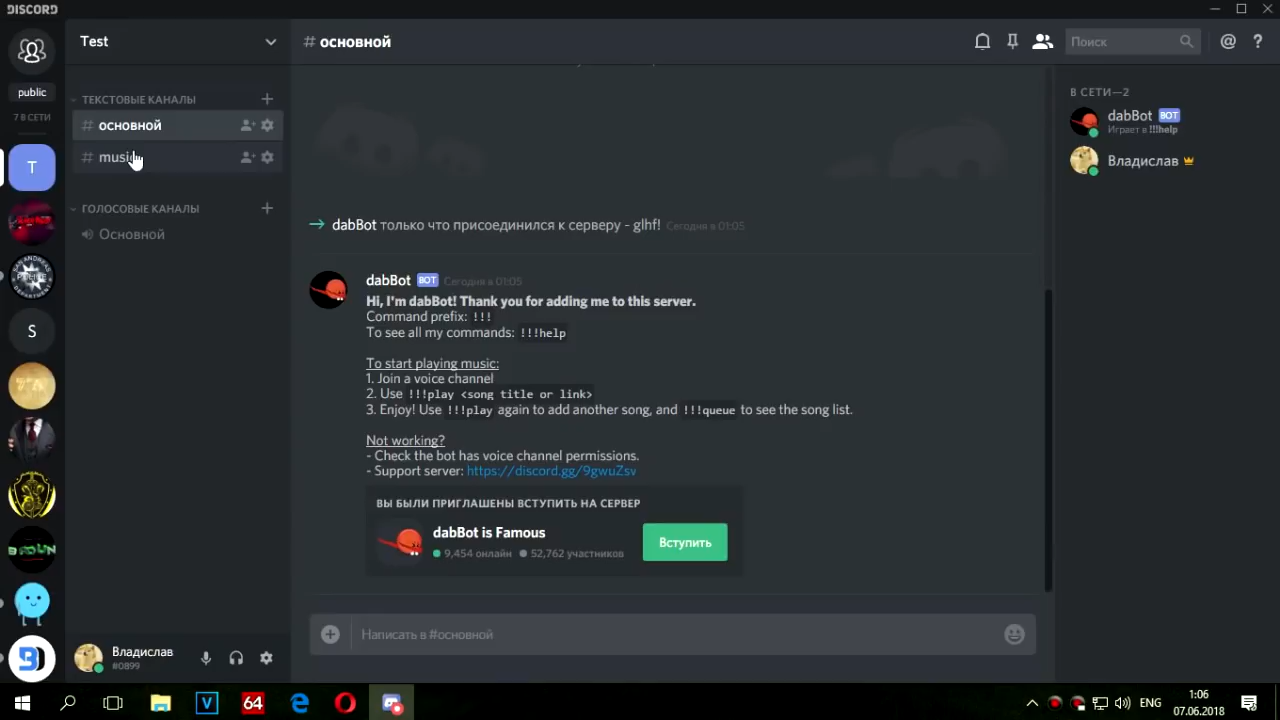 DISCORD
Test
# основной
Поиск
@
?
public
7 В СЕТИ
ТЕКСТОВЫЕ КАНАЛЫ
# основной
# music
ГОЛОСОВЫЕ КАНАЛЫ
Основной
T
S
dabBot только что присоединился к серверу - glhf! Сегодня в 01:05
dabBot BOT Сегодня в 01:05
Hi, I'm dabBot! Thank you for adding me to this server.
Command prefix: !!!
To see all my commands: !!!help
To start playing music:
1. Join a voice channel
2. Use !!!play <song title or link>
3. Enjoy! Use !!!play again to add another song, and !!!queue to see the song list.
Not working?
- Check the bot has voice channel permissions.
- Support server: https://discord.gg/9gwuZsv
ВЫ БЫЛИ ПРИГЛАШЕНЫ ВСТУПИТЬ НА СЕРВЕР
dabBot is Famous
9,454 онлайн 52,762 участников
Вступить
Написать в #основной
В СЕТИ—2
dabBot BOT
Играет в !!!help
Владислав
Владислав
#0899
V
64
ENG
1:06
07.06.2018